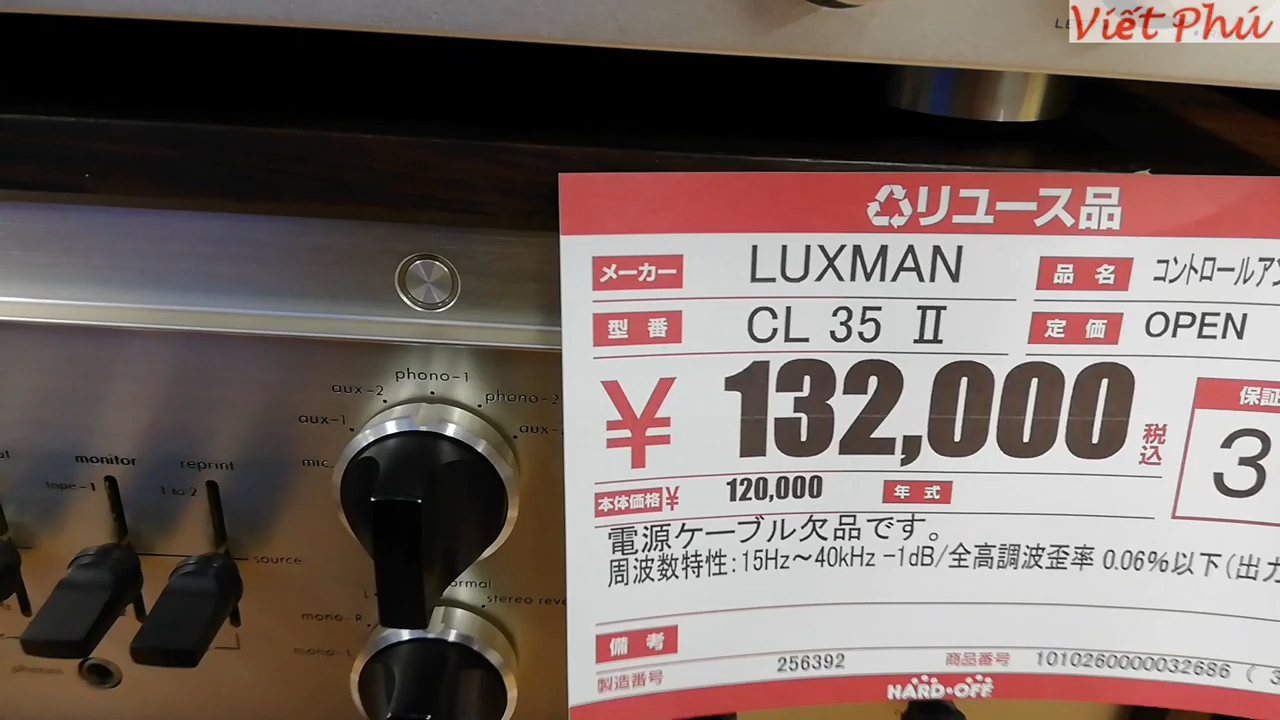 Viết Phú
リユース品
メーカー LUXMAN 品名 コントロールアン
型番 CL 35 Ⅱ 定価 OPEN
¥ 132,000 税込
保証
3
本体価格¥ 120,000 年式
電源ケーブル欠品です。
周波数特性:15Hz～40kHz −1dB/全高調波歪率 0.06%以下(出力
備考
製造番号 256392 商品番号 1010260000032686 (
HARD・OFF
phono-1
aux-2 phono-2
aux-1 aux-
mic.
monitor reprint
tape-1 1 to 2
source
stereo reve
L
mono-R
mono-L
phones